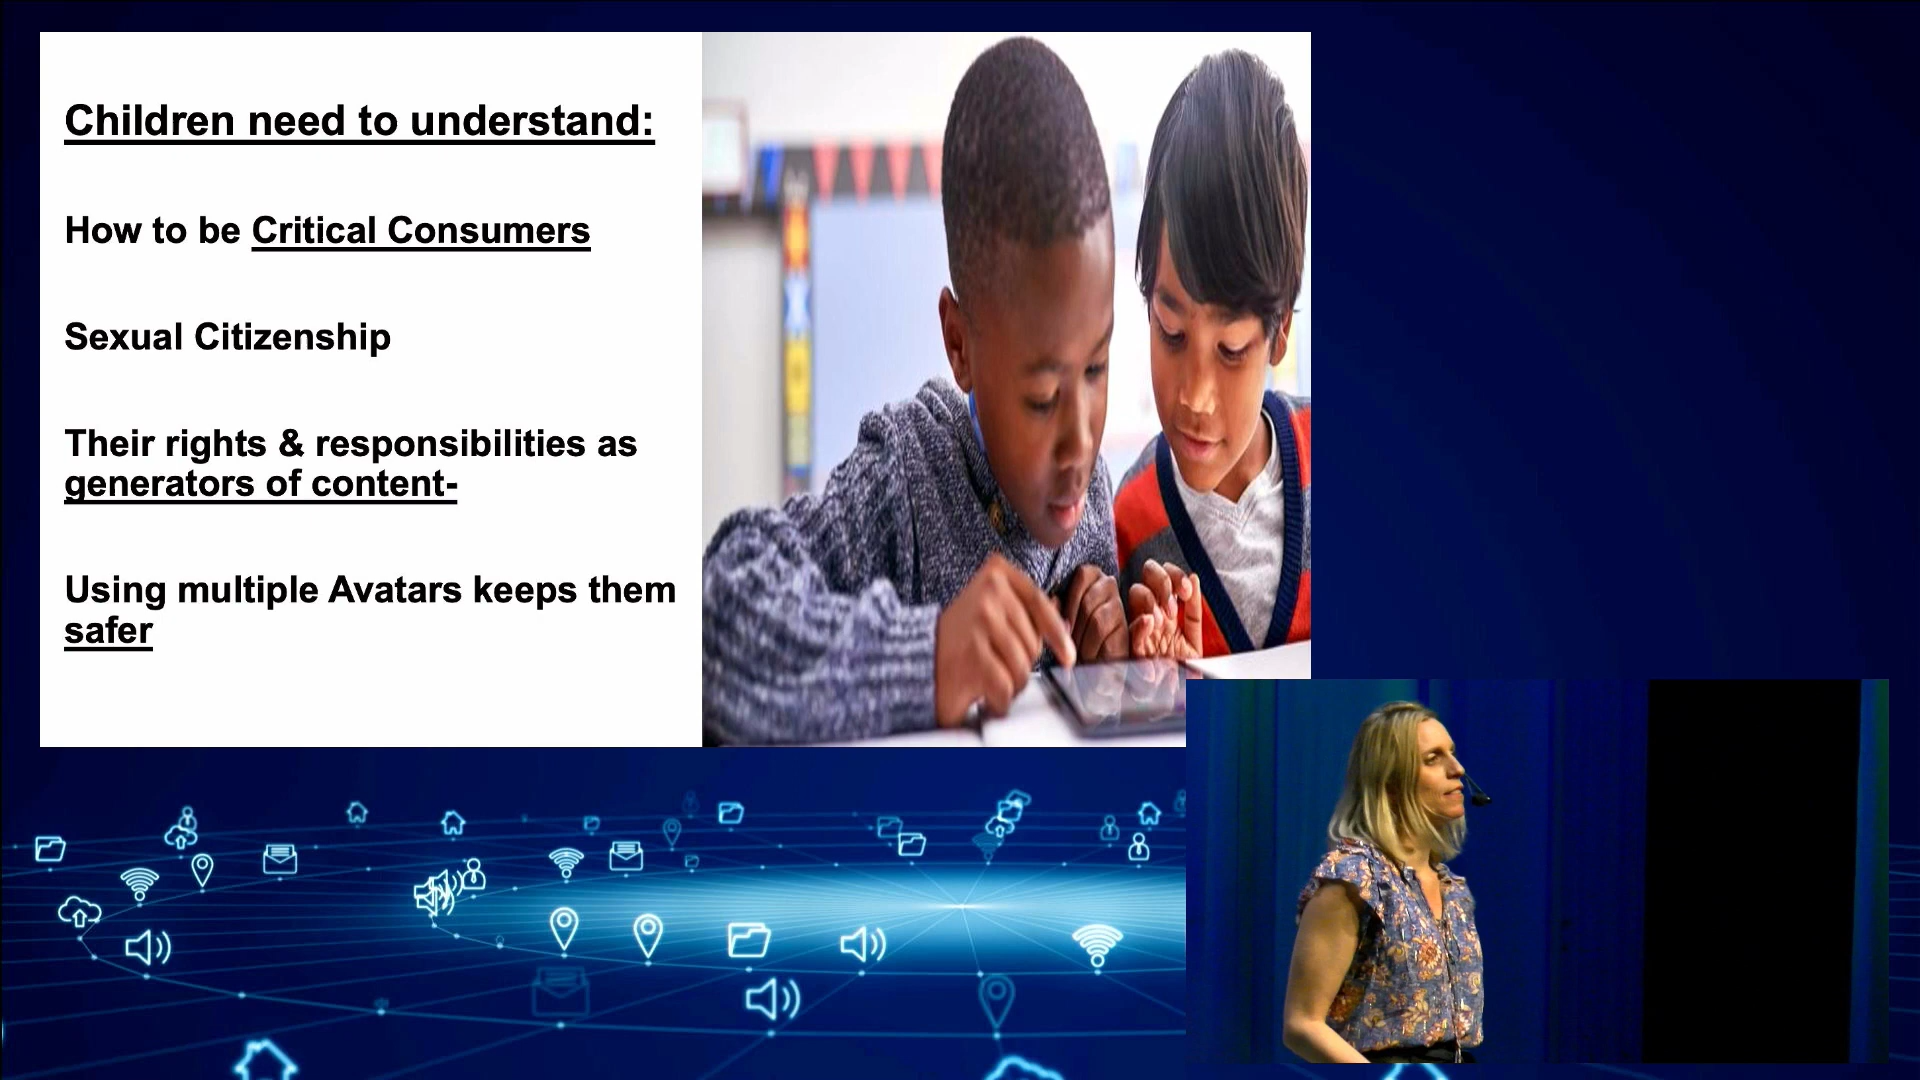 Children need to understand:
How to be Critical Consumers
Sexual Citizenship
Their rights & responsibilities as
generators of content-
Using multiple Avatars keeps them
safer